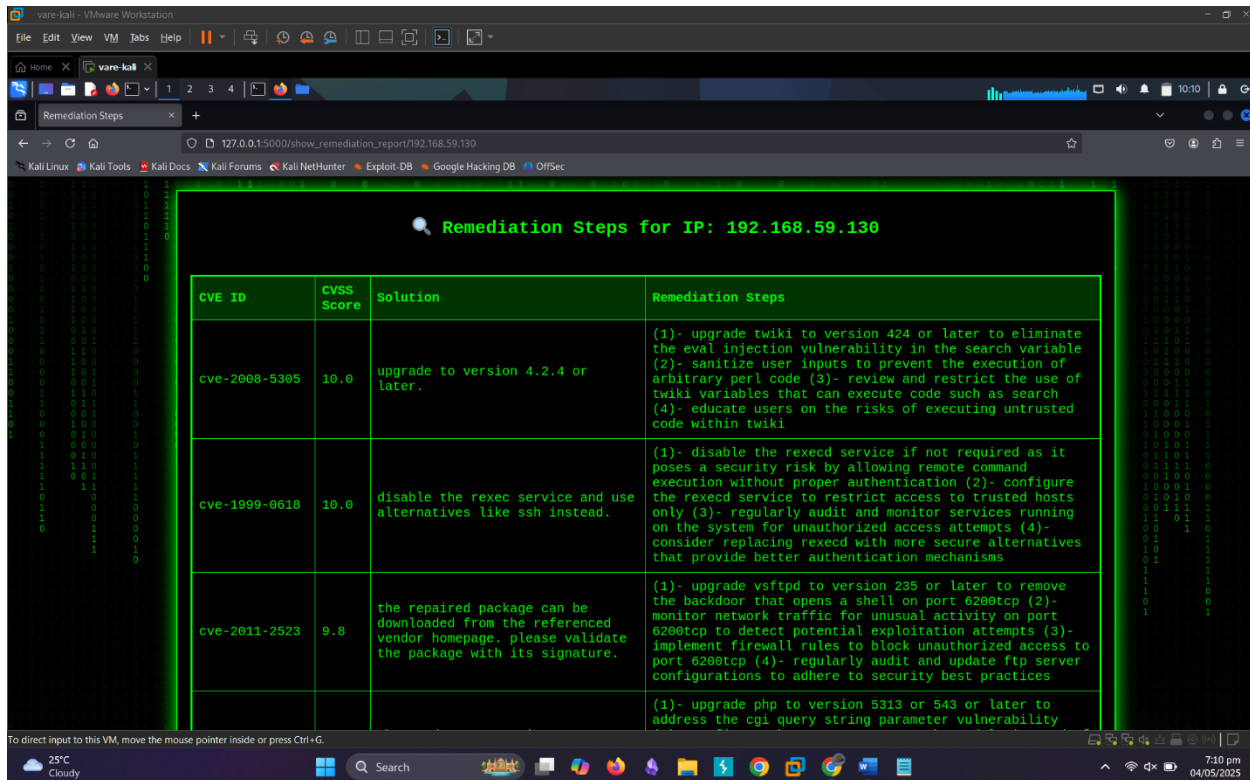 vare-kali - VMware Workstation
File Edit View VM Tabs Help
Home
vare-kali
1 2 3 4
10:10
Remediation Steps
127.0.0.1:5000/show_remediation_report/192.168.59.130
Kali Linux Kali Tools Kali Docs Kali Forums Kali NetHunter Exploit-DB Google Hacking DB OffSec
Remediation Steps for IP: 192.168.59.130
CVE ID
CVSS
Score
Solution
Remediation Steps
cve-2008-5305
10.0
upgrade to version 4.2.4 or
later.
(1)- upgrade twiki to version 424 or later to eliminate
the eval injection vulnerability in the search variable
(2)- sanitize user inputs to prevent the execution of
arbitrary perl code (3)- review and restrict the use of
twiki variables that can execute code such as search
(4)- educate users on the risks of executing untrusted
code within twiki
cve-1999-0618
10.0
disable the rexec service and use
alternatives like ssh instead.
(1)- disable the rexecd service if not required as it
poses a security risk by allowing remote command
execution without proper authentication (2)- configure
the rexecd service to restrict access to trusted hosts
only (3)- regularly audit and monitor services running
on the system for unauthorized access attempts (4)-
consider replacing rexecd with more secure alternatives
that provide better authentication mechanisms
cve-2011-2523
9.8
the repaired package can be
downloaded from the referenced
vendor homepage. please validate
the package with its signature.
(1)- upgrade vsftpd to version 235 or later to remove
the backdoor that opens a shell on port 6200tcp (2)-
monitor network traffic for unusual activity on port
6200tcp to detect potential exploitation attempts (3)-
implement firewall rules to block unauthorized access to
port 6200tcp (4)- regularly audit and update ftp server
configurations to adhere to security best practices
(1)- upgrade php to version 5313 or 543 or later to
address the cgi query string parameter vulnerability
To direct input to this VM, move the mouse pointer inside or press Ctrl+G.
25°C
Cloudy
Search
7:10 pm
04/05/2025